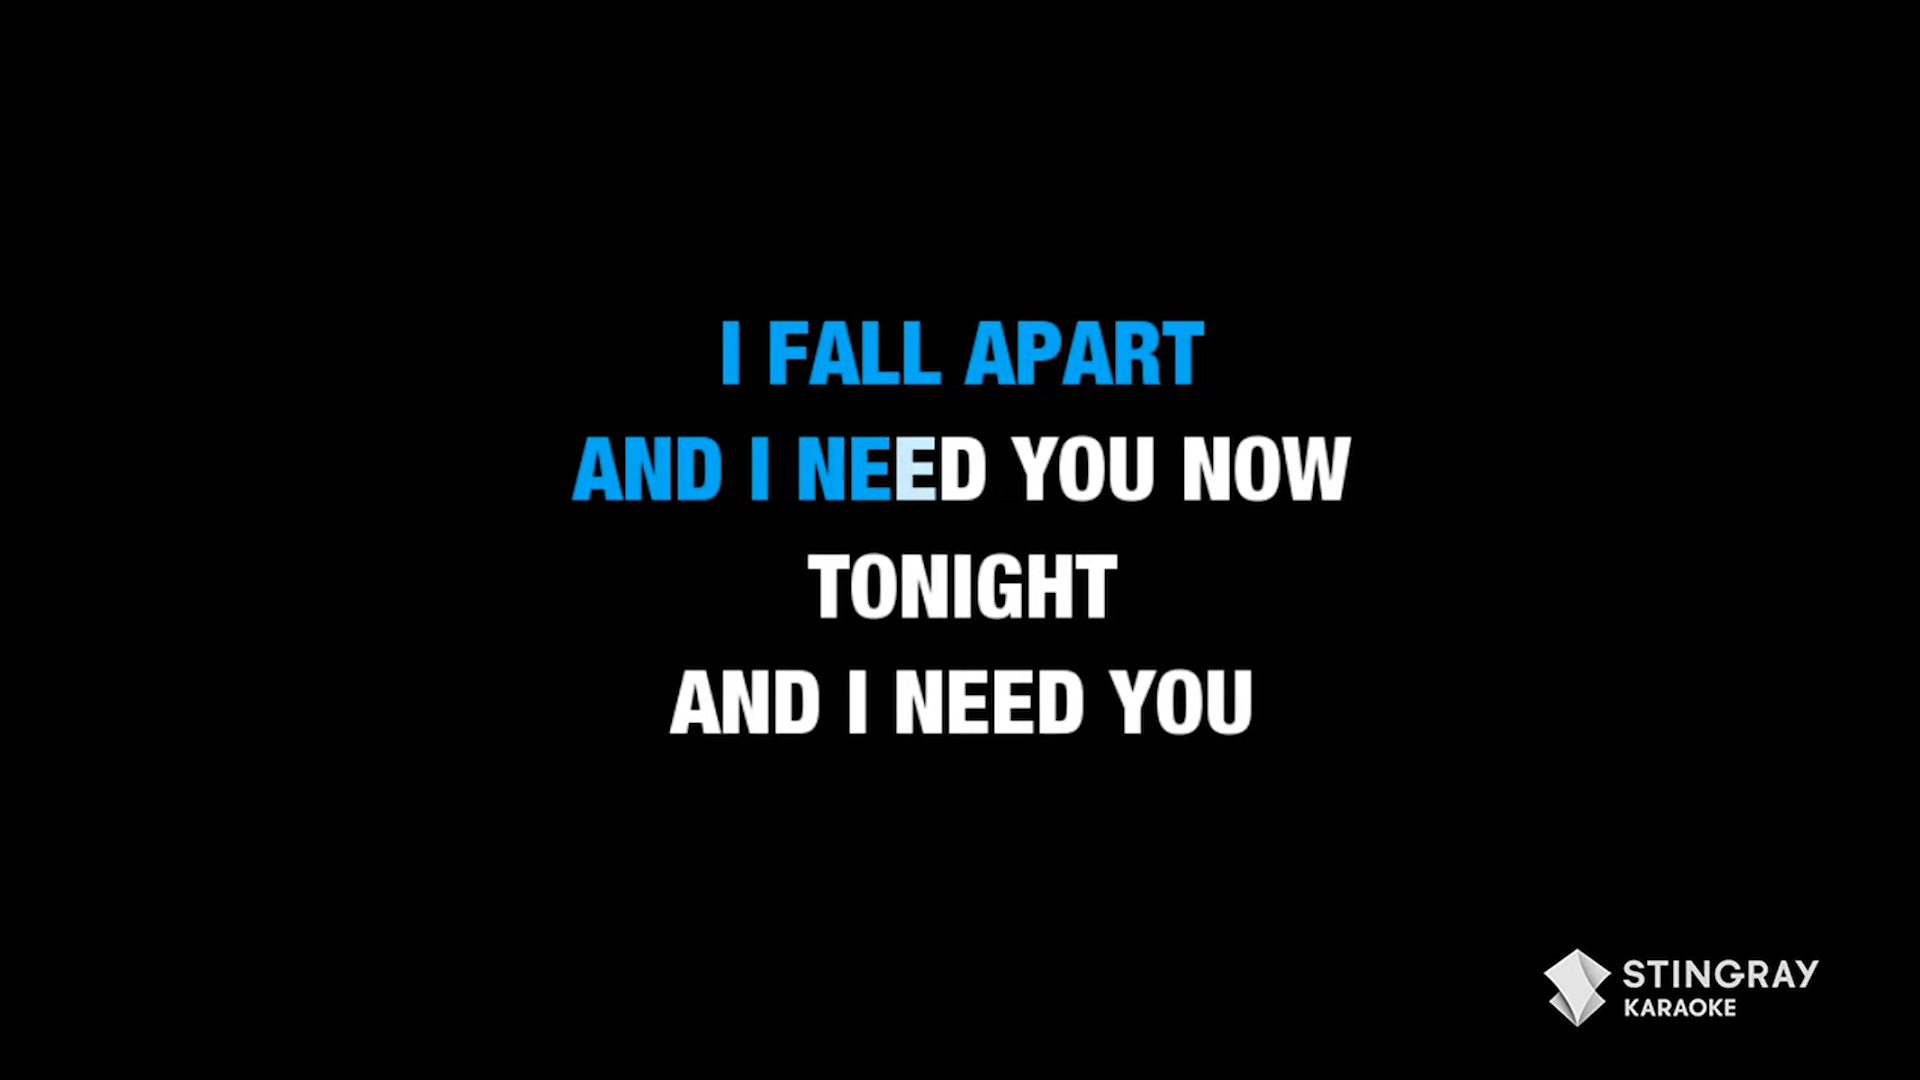 I FALL APART
AND I NEED YOU NOW
TONIGHT
AND I NEED YOU
STINGRAY
KARAOKE